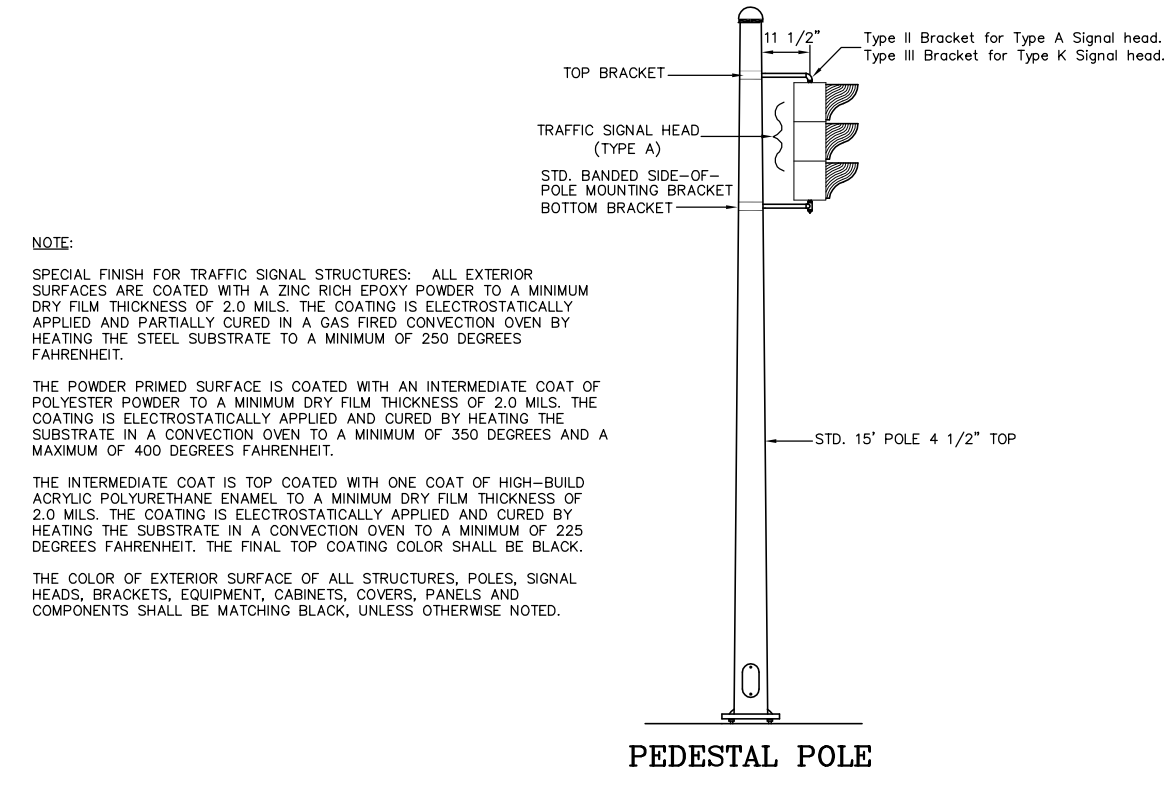 11 1/2"
Type II Bracket for Type A Signal head.
Type III Bracket for Type K Signal head.
TOP BRACKET
TRAFFIC SIGNAL HEAD
(TYPE A)
STD. BANDED SIDE-OF-
POLE MOUNTING BRACKET
BOTTOM BRACKET
NOTE:
SPECIAL FINISH FOR TRAFFIC SIGNAL STRUCTURES: ALL EXTERIOR
SURFACES ARE COATED WITH A ZINC RICH EPOXY POWDER TO A MINIMUM
DRY FILM THICKNESS OF 2.0 MILS. THE COATING IS ELECTROSTATICALLY
APPLIED AND PARTIALLY CURED IN A GAS FIRED CONVECTION OVEN BY
HEATING THE STEEL SUBSTRATE TO A MINIMUM OF 250 DEGREES
FAHRENHEIT.
THE POWDER PRIMED SURFACE IS COATED WITH AN INTERMEDIATE COAT OF
POLYESTER POWDER TO A MINIMUM DRY FILM THICKNESS OF 2.0 MILS. THE
COATING IS ELECTROSTATICALLY APPLIED AND CURED BY HEATING THE
SUBSTRATE IN A CONVECTION OVEN TO A MINIMUM OF 350 DEGREES AND A
MAXIMUM OF 400 DEGREES FAHRENHEIT.
THE INTERMEDIATE COAT IS TOP COATED WITH ONE COAT OF HIGH-BUILD
ACRYLIC POLYURETHANE ENAMEL TO A MINIMUM DRY FILM THICKNESS OF
2.0 MILS. THE COATING IS ELECTROSTATICALLY APPLIED AND CURED BY
HEATING THE SUBSTRATE IN A CONVECTION OVEN TO A MINIMUM OF 225
DEGREES FAHRENHEIT. THE FINAL TOP COATING COLOR SHALL BE BLACK.
THE COLOR OF EXTERIOR SURFACE OF ALL STRUCTURES, POLES, SIGNAL
HEADS, BRACKETS, EQUIPMENT, CABINETS, COVERS, PANELS AND
COMPONENTS SHALL BE MATCHING BLACK, UNLESS OTHERWISE NOTED.
STD. 15' POLE 4 1/2" TOP
PEDESTAL POLE